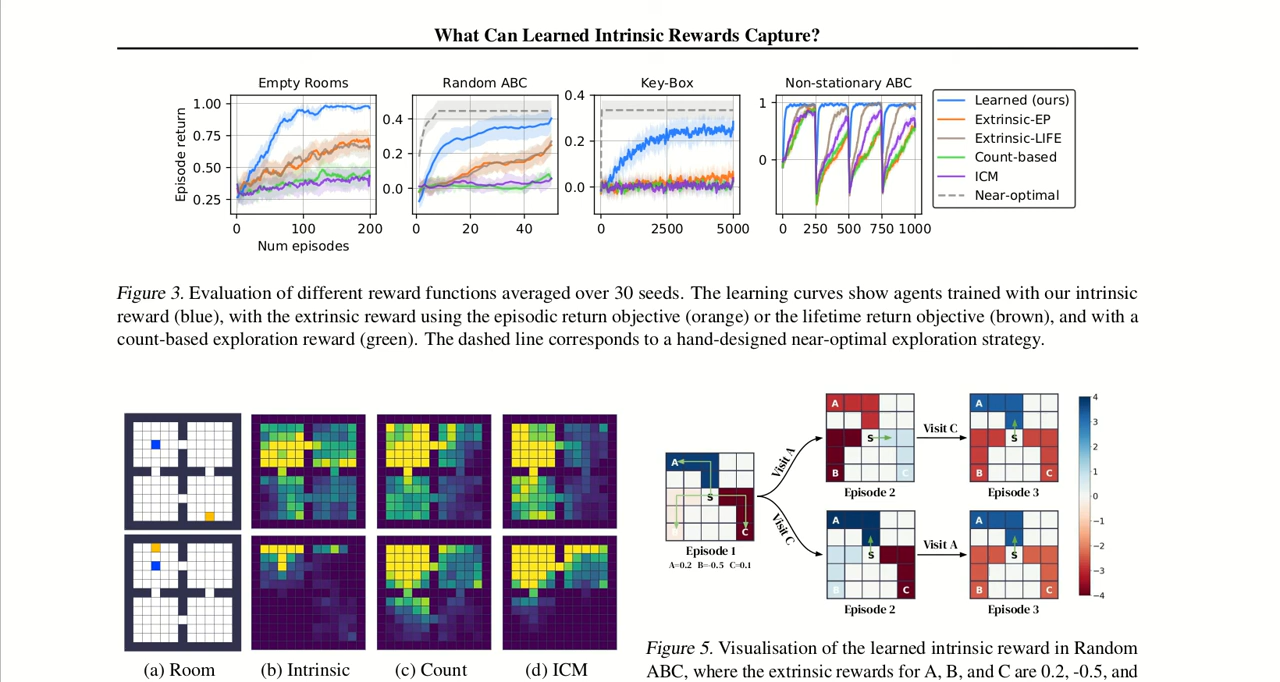 What Can Learned Intrinsic Rewards Capture?
Empty Rooms
Random ABC
Key-Box
Non-stationary ABC
Episode return
1.00
0.75
0.50
0.25
0 100 200
Num episodes
0.4
0.2
0.0
0 20 40
0.4
0.2
0.0
0 2500 5000
1
0
0 250 500 750 1000
Learned (ours)
Extrinsic-EP
Extrinsic-LIFE
Count-based
ICM
Near-optimal
Figure 3. Evaluation of different reward functions averaged over 30 seeds. The learning curves show agents trained with our intrinsic
reward (blue), with the extrinsic reward using the episodic return objective (orange) or the lifetime return objective (brown), and with a
count-based exploration reward (green). The dashed line corresponds to a hand-designed near-optimal exploration strategy.
(a) Room
(b) Intrinsic
(c) Count
(d) ICM
A
S
B
C
Episode 1
A=0.2 B=-0.5 C=0.1
Visit A
Visit C
A
S
B
C
Episode 2
Visit C
A
S
B
C
Episode 3
A
S
B
C
Episode 2
Visit A
A
S
B
C
Episode 3
4
3
2
1
0
−1
−2
−3
−4
Figure 5. Visualisation of the learned intrinsic reward in Random
ABC, where the extrinsic rewards for A, B, and C are 0.2, -0.5, and